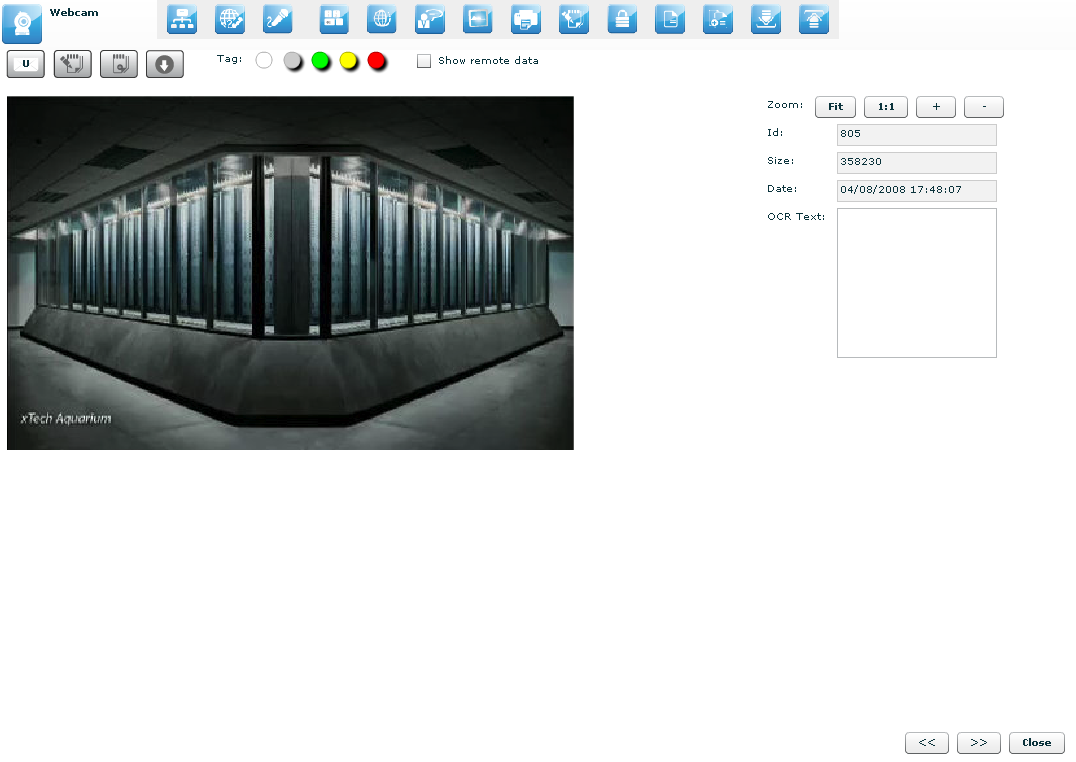 Webcam
U
Tag:
Show remote data
Zoom: Fit 1:1 + -
Id: 805
Size: 358230
Date: 04/08/2008 17:48:07
OCR Text:
xTech Aquarium
<< >> Close